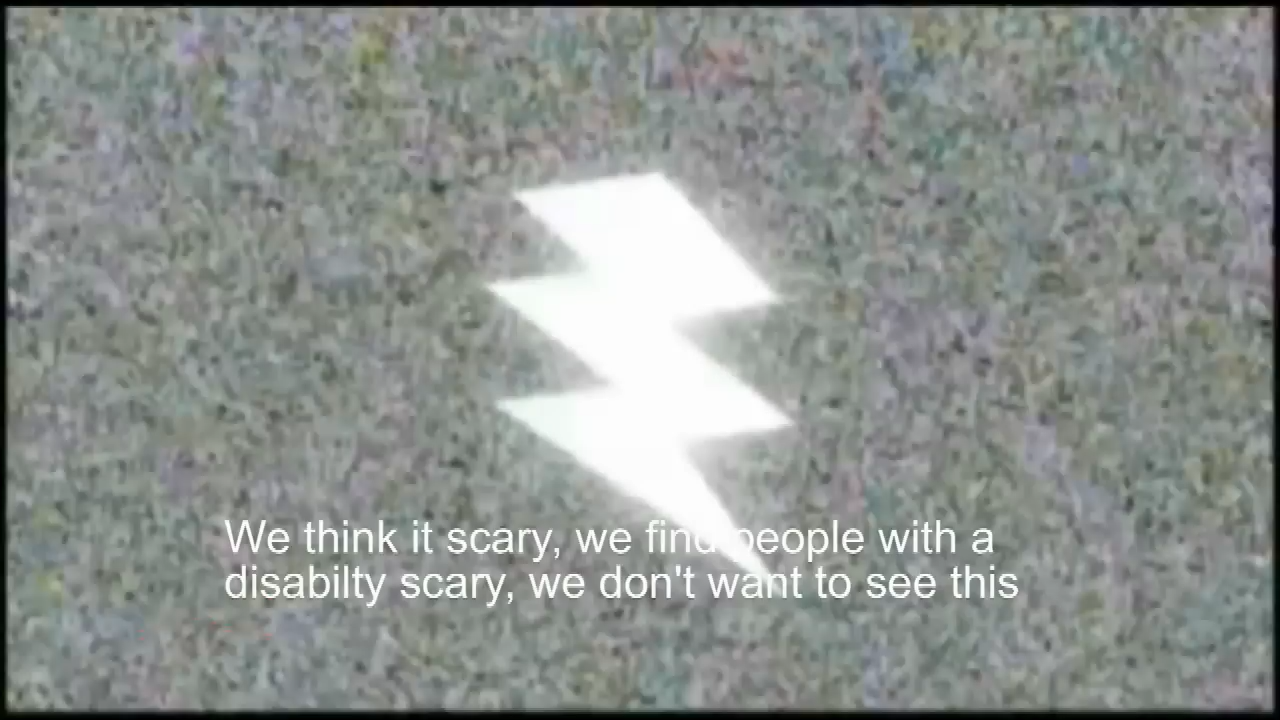 We think it scary, we find people with a
disabilty scary, we don't want to see this